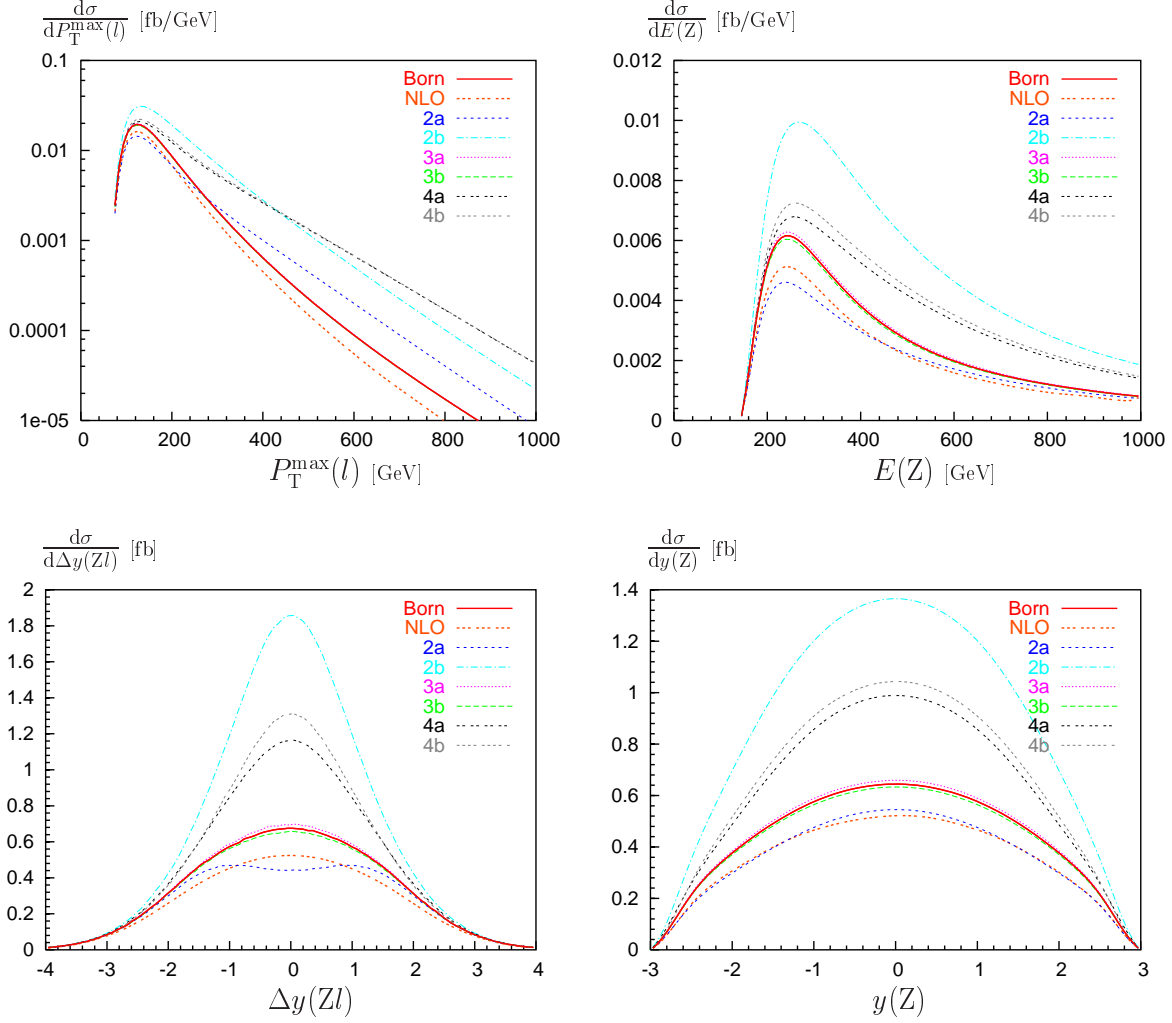 dσ/dP_T^max(l) [fb/GeV]
0.1
0.01
0.001
0.0001
1e-05
0 200 400 600 800 1000
Born
NLO
2a
2b
3a
3b
4a
4b
P_T^max(l) [GeV]
dσ/dE(Z) [fb/GeV]
0.012
0.01
0.008
0.006
0.004
0.002
0
0 200 400 600 800 1000
Born
NLO
2a
2b
3a
3b
4a
4b
E(Z) [GeV]
dσ/dΔy(Zl) [fb]
2
1.8
1.6
1.4
1.2
1
0.8
0.6
0.4
0.2
0
-4 -3 -2 -1 0 1 2 3 4
Born
NLO
2a
2b
3a
3b
4a
4b
Δy(Zl)
dσ/dy(Z) [fb]
1.4
1.2
1
0.8
0.6
0.4
0.2
0
-3 -2 -1 0 1 2 3
Born
NLO
2a
2b
3a
3b
4a
4b
y(Z)